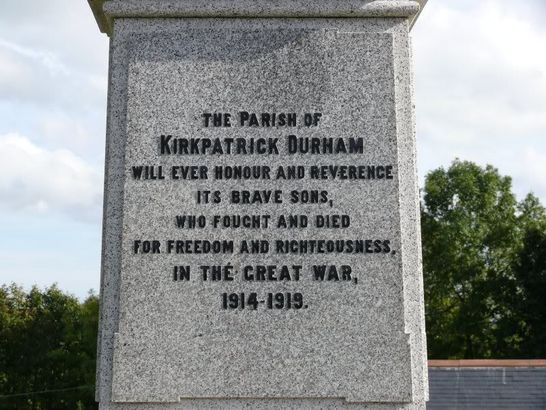 THE PARISH OF
KIRKPATRICK DURHAM
WILL EVER HONOUR AND REVERENCE
ITS BRAVE SONS,
WHO FOUGHT AND DIED
FOR FREEDOM AND RIGHTEOUSNESS,
IN THE GREAT WAR,
1914-1919.